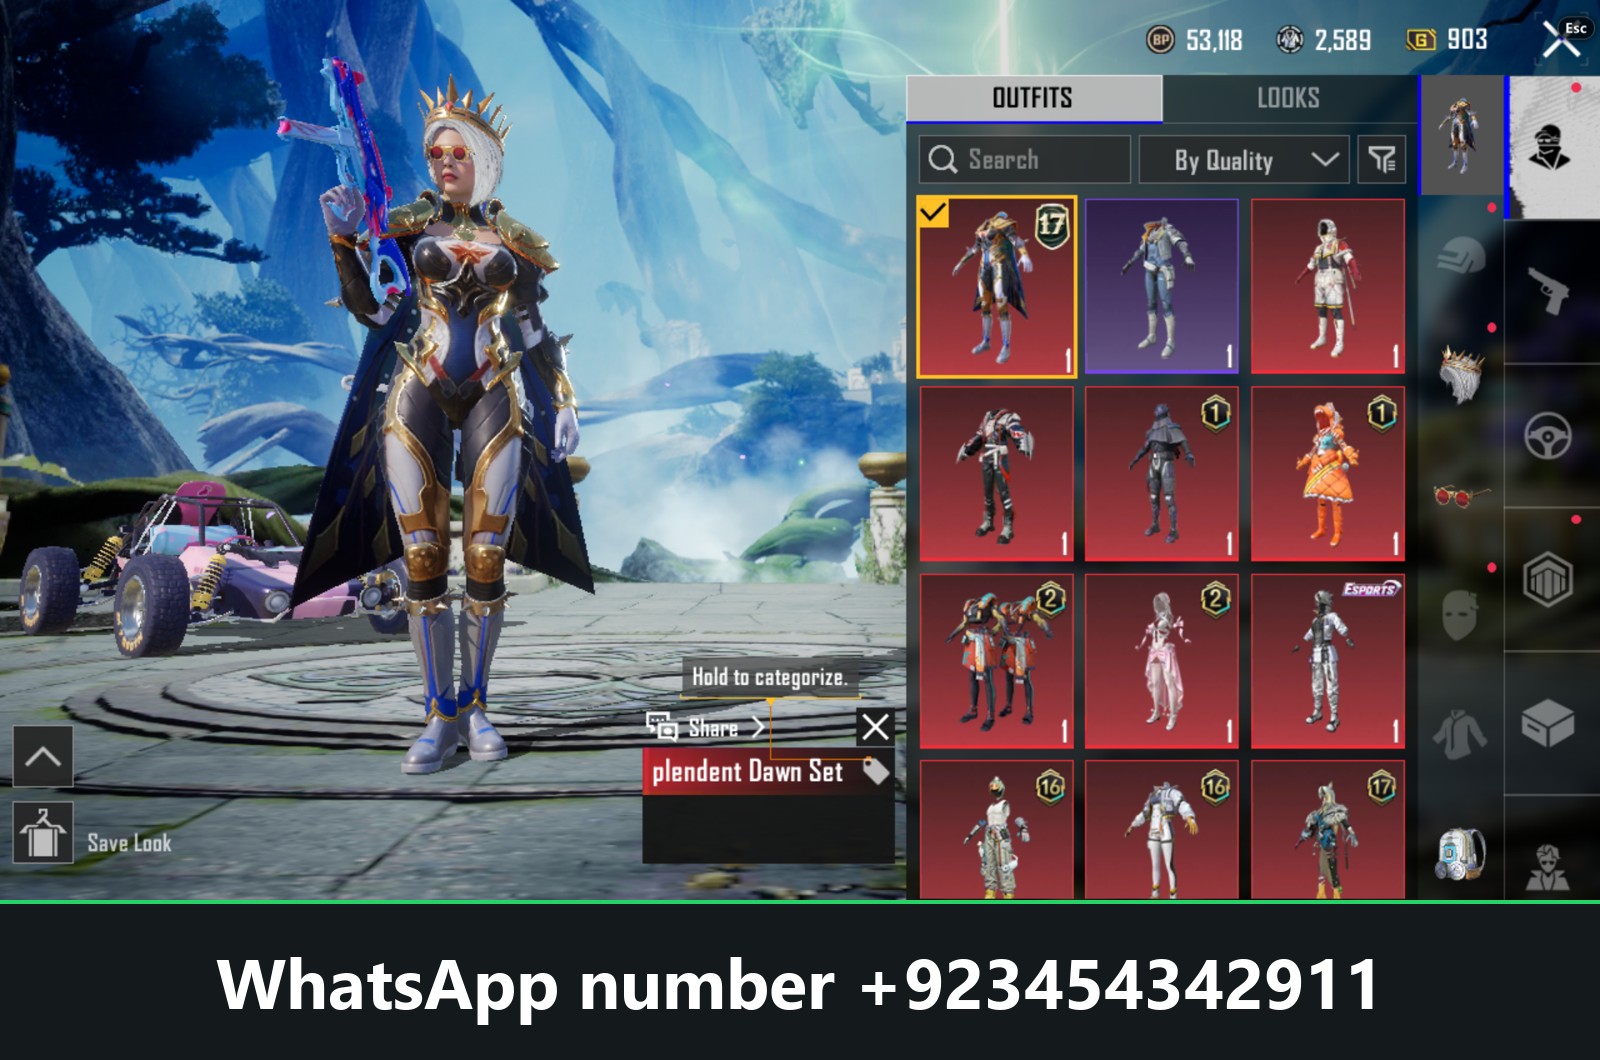 BP 53,118 2,589 G 903 Esc
OUTFITS LOOKS
Search By Quality
17
1 1 1
1 1
1 1 1
2 2 ESPORTS
1 1 1
16 16 17
Hold to categorize.
Share
plendent Dawn Set
Save Look
WhatsApp number +923454342911